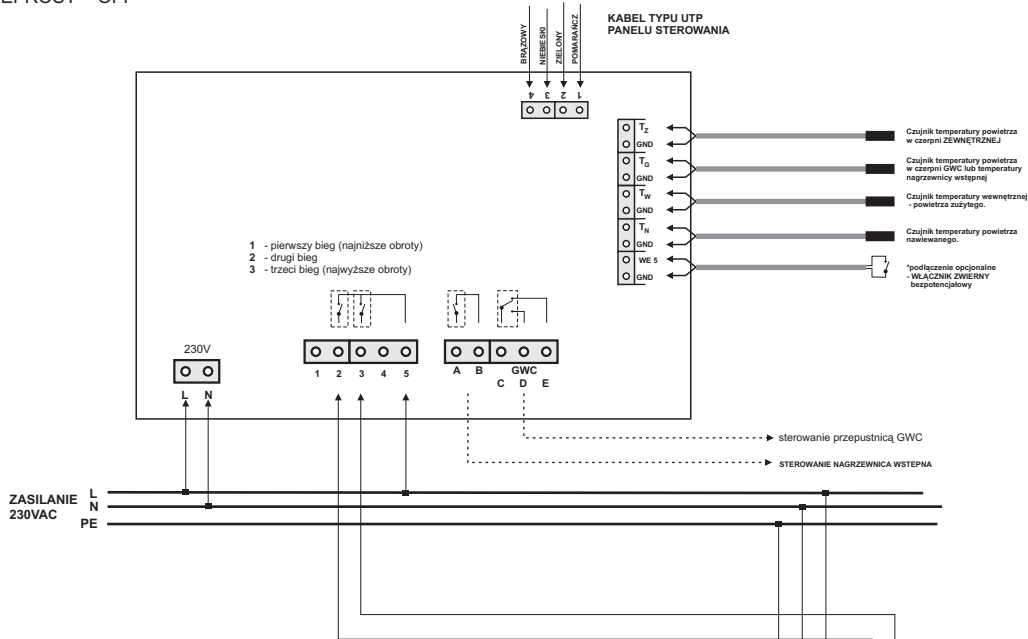 KABEL TYPU UTP
PANELU STEROWANIA
BRĄZOWY
NIEBIESKI
ZIELONY
POMARAŃCZ
4 3 2 1
TZ
GND
TG
GND
TW
GND
TN
GND
WE 5
GND
Czujnik temperatury powietrza
w czerpni ZEWNĘTRZNEJ
Czujnik temperatury powietrza
w czerpni GWC lub temperatury
nagrzewnicy wstępnej
Czujnik temperatury wewnętrznej
- powietrza zużytego.
Czujnik temperatury powietrza
nawiewanego.
*podłączenie opcjonalne
- WŁĄCZNIK ZWIERNY
bezpotencjałowy
1 - pierwszy bieg (najniższe obroty)
2 - drugi bieg
3 - trzeci bieg (najwyższe obroty)
230V
L N
1 2 3 4 5
A B GWC
C D E
sterowanie przepustnicą GWC
STEROWANIE NAGRZEWNICA WSTEPNA
ZASILANIE
230VAC
L
N
PE